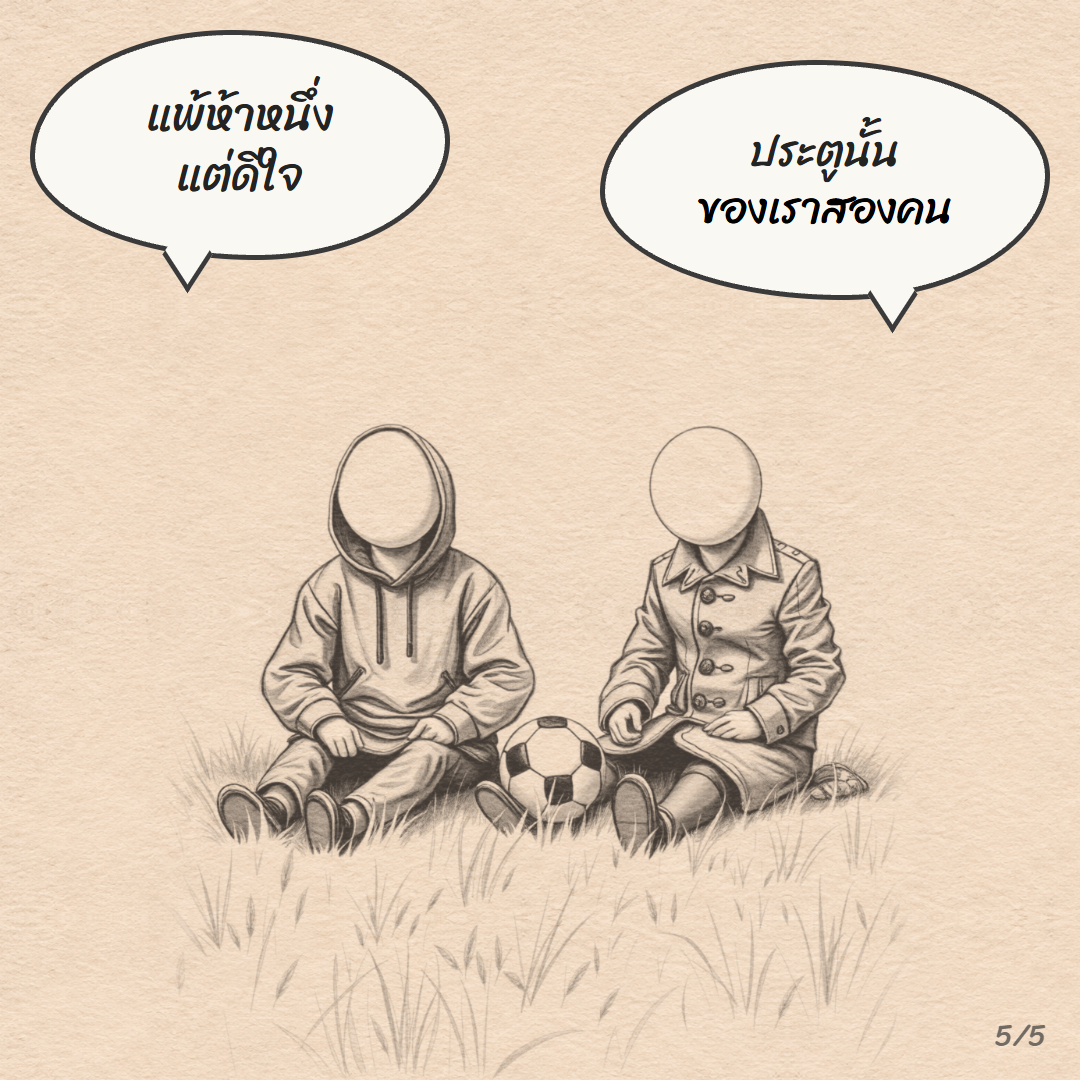 แพ้ห้าหนึ่ง
แต่ดีใจ
ประตูนั้น
ของเราสองคน
5/5